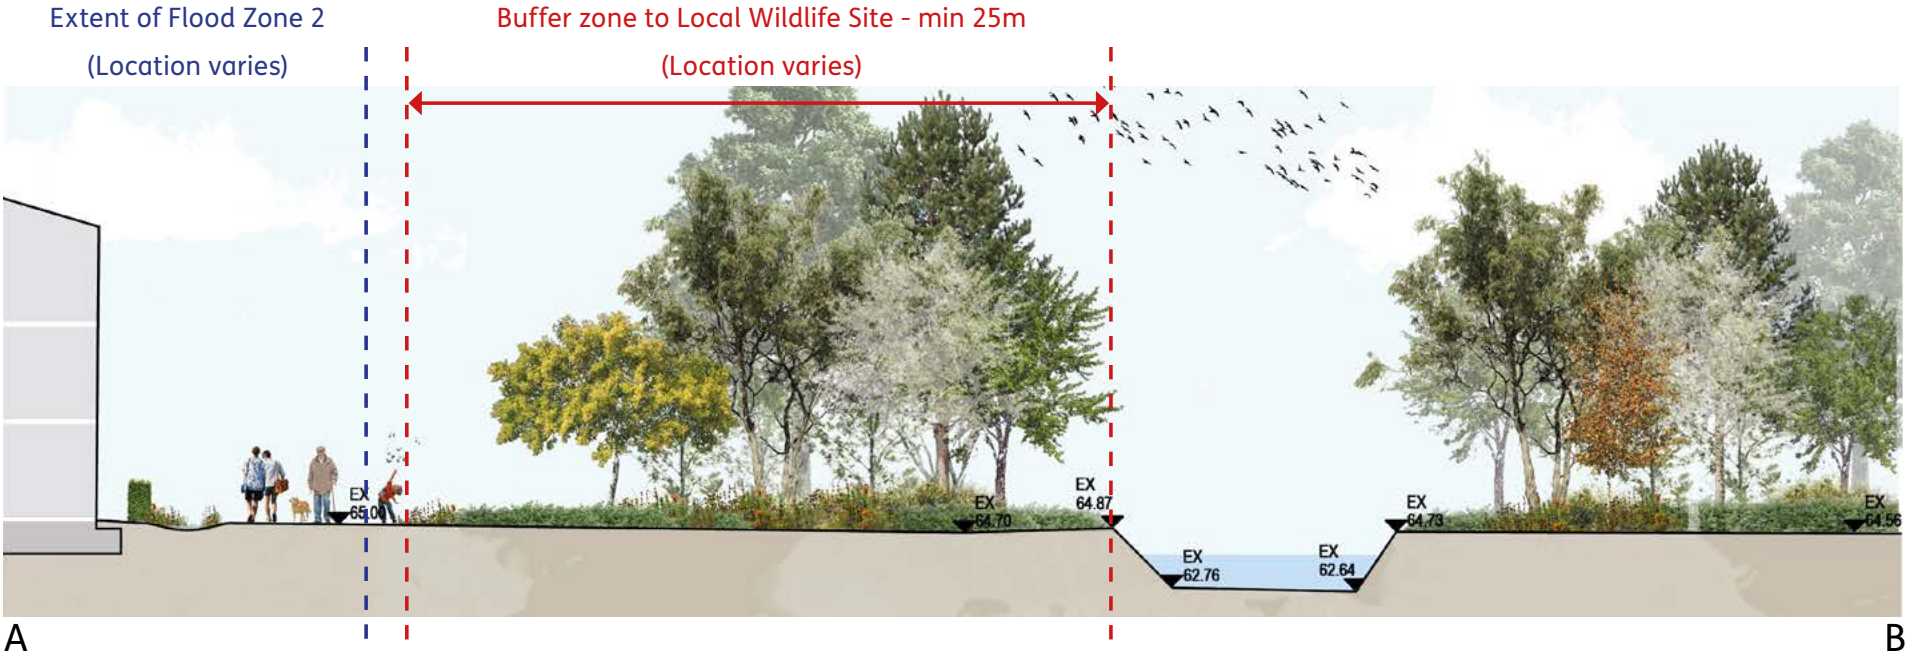 Extent of Flood Zone 2
(Location varies)
Buffer zone to Local Wildlife Site - min 25m
(Location varies)
EX
65.00
EX
64.70
EX
64.87
EX
62.76
EX
62.64
EX
64.73
EX
64.56
A
B